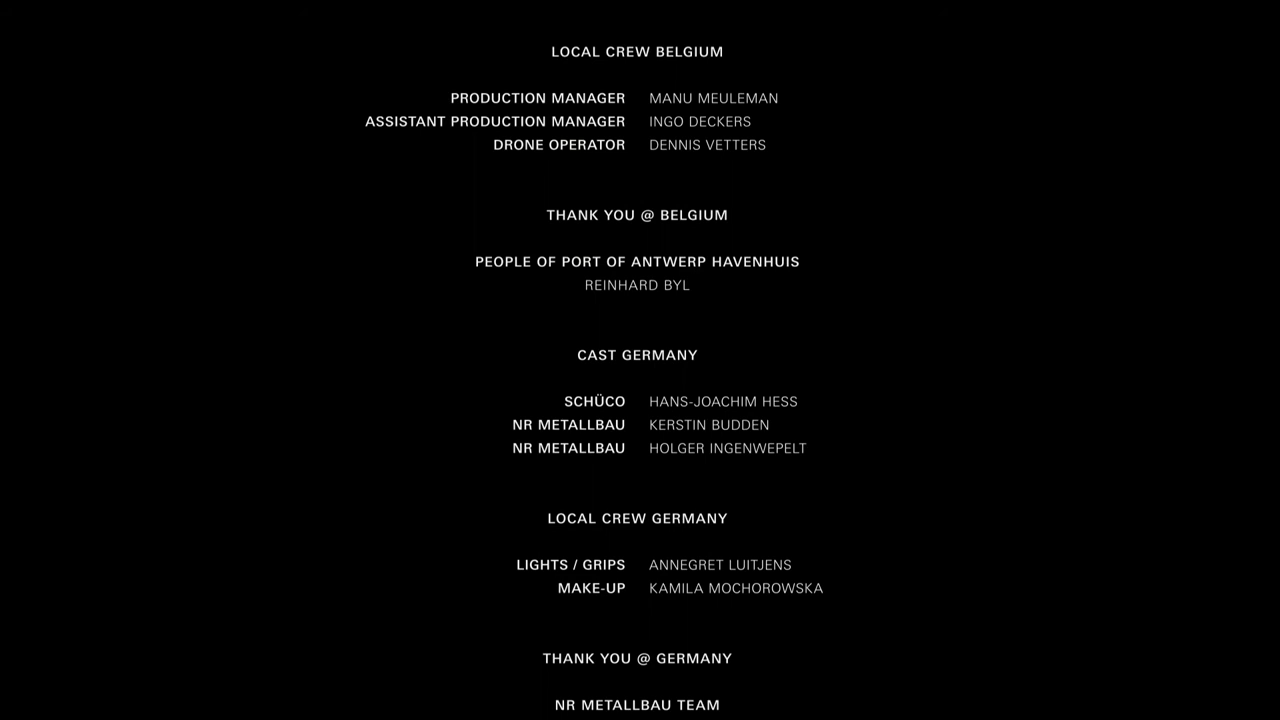 LOCAL CREW BELGIUM
PRODUCTION MANAGER MANU MEULEMAN
ASSISTANT PRODUCTION MANAGER INGO DECKERS
DRONE OPERATOR DENNIS VETTERS
THANK YOU @ BELGIUM
PEOPLE OF PORT OF ANTWERP HAVENHUIS
REINHARD BYL
CAST GERMANY
SCHÜCO HANS-JOACHIM HESS
NR METALLBAU KERSTIN BUDDEN
NR METALLBAU HOLGER INGENWEPELT
LOCAL CREW GERMANY
LIGHTS / GRIPS ANNEGRET LUITJENS
MAKE-UP KAMILA MOCHOROWSKA
THANK YOU @ GERMANY
NR METALLBAU TEAM